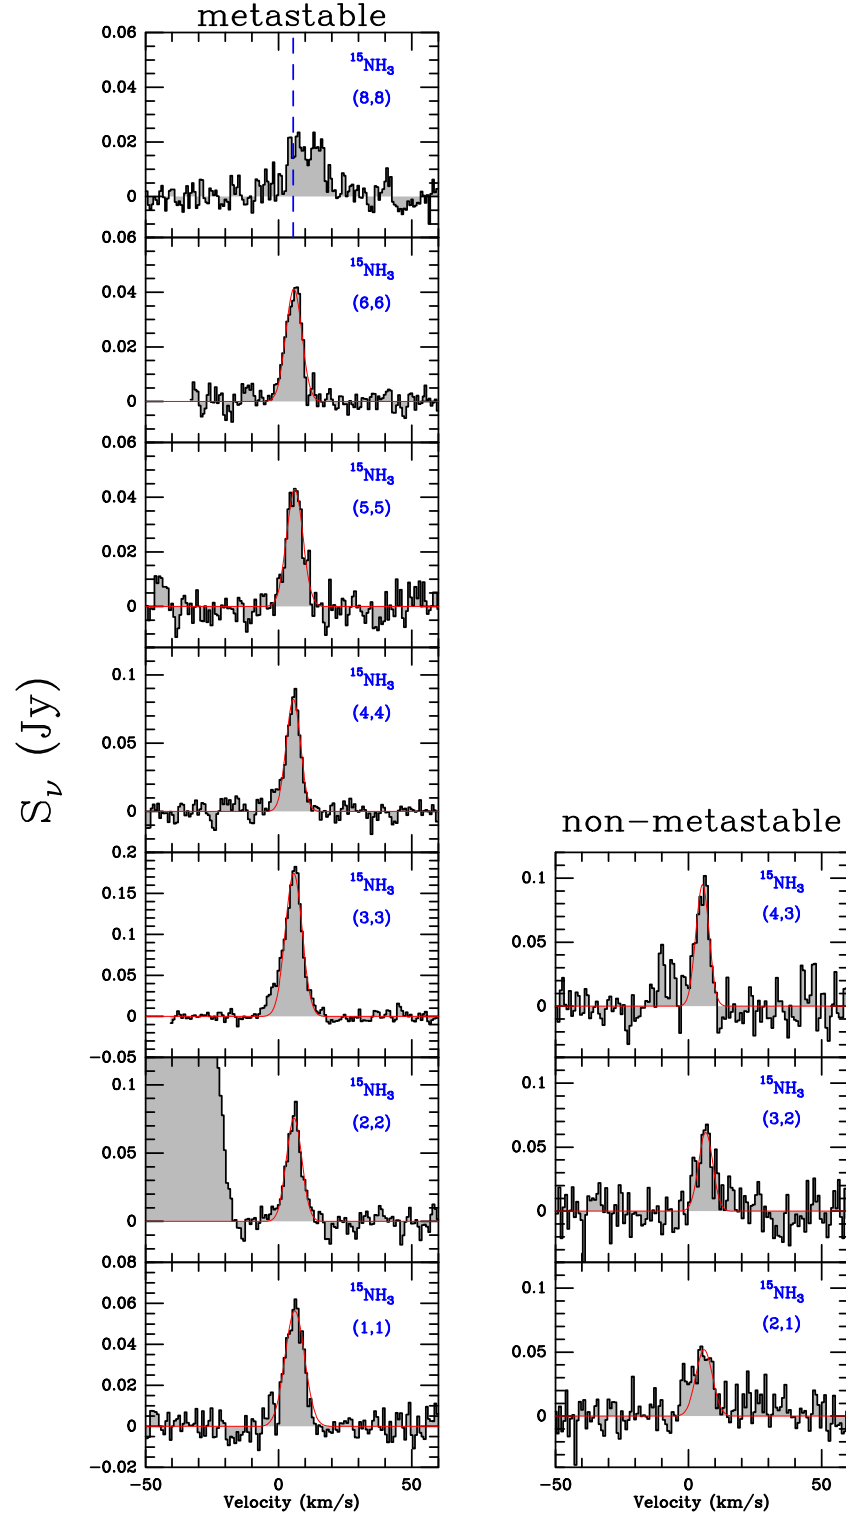 metastable
0.06
0.04
0.02
0
¹⁵NH₃
(8,8)
0.06
0.04
0.02
0
¹⁵NH₃
(6,6)
0.06
0.04
0.02
0
¹⁵NH₃
(5,5)
0.1
0.05
0
¹⁵NH₃
(4,4)
0.2
0.15
0.1
0.05
0
−0.05
¹⁵NH₃
(3,3)
0.1
0.05
0
¹⁵NH₃
(2,2)
0.08
0.06
0.04
0.02
0
−0.02
¹⁵NH₃
(1,1)
−50 0 50
Velocity (km/s)
S_ν (Jy)
non−metastable
0.1
0.05
0
¹⁵NH₃
(4,3)
0.1
0.05
0
¹⁵NH₃
(3,2)
0.1
0.05
0
¹⁵NH₃
(2,1)
−50 0 50
Velocity (km/s)